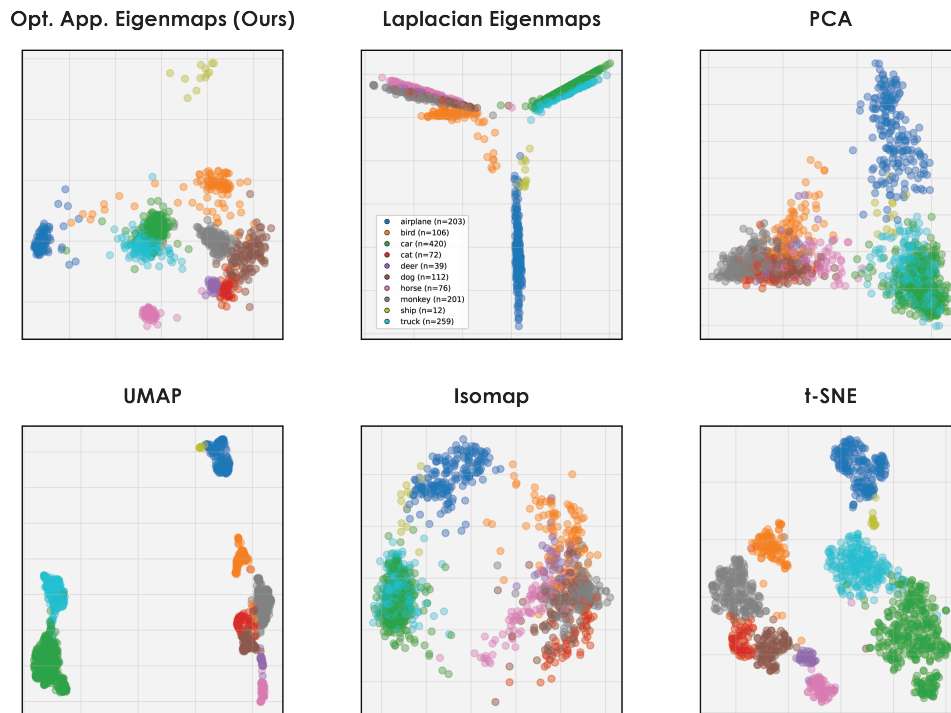 Opt. App. Eigenmaps (Ours)
Laplacian Eigenmaps
PCA
airplane (n=203)
bird (n=106)
car (n=420)
cat (n=72)
deer (n=39)
dog (n=112)
horse (n=76)
monkey (n=201)
ship (n=12)
truck (n=259)
UMAP
Isomap
t-SNE